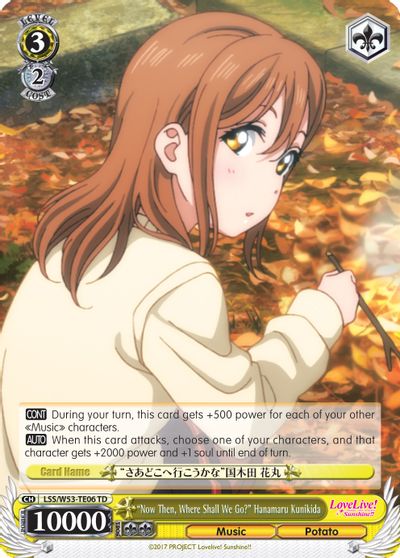 LEVEL
3
2
COST
CONT During your turn, this card gets +500 power for each of your other
«Music» characters.
AUTO When this card attacks, choose one of your characters, and that
character gets +2000 power and +1 soul until end of turn.
Card Name
"さあどこへ行こうかな"国木田 花丸
CH
LSS/W53-TE06 TD
"Now Then, Where Shall We Go?" Hanamaru Kunikida
LoveLive!
Sunshine!!
POWER
10000
SOUL
Music
Potato
©2017 PROJECT Lovelive! Sunshine!!